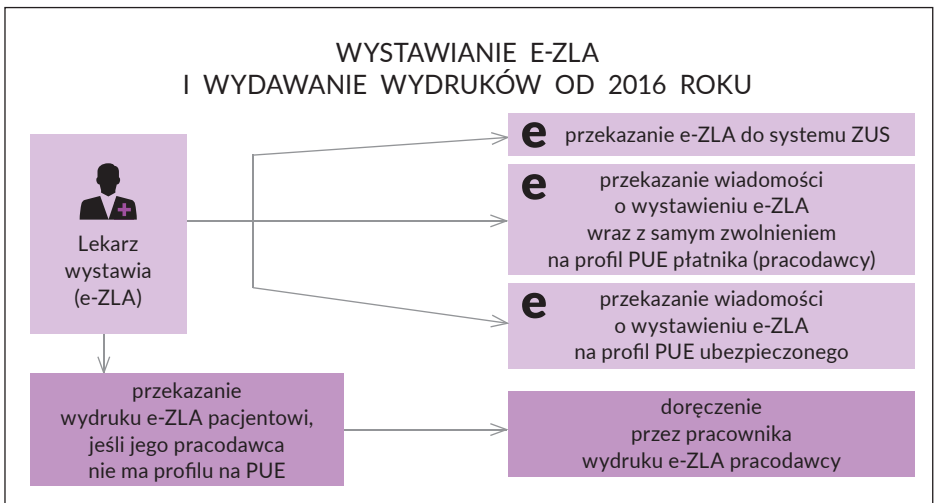 WYSTAWIANIE E-ZLA
I WYDAWANIE WYDRUKÓW OD 2016 ROKU
Lekarz
wystawia
(e-ZLA)
e przekazanie e-ZLA do systemu ZUS
e przekazanie wiadomości
o wystawieniu e-ZLA
wraz z samym zwolnieniem
na profil PUE płatnika (pracodawcy)
e przekazanie wiadomości
o wystawieniu e-ZLA
na profil PUE ubezpieczonego
przekazanie
wydruku e-ZLA pacjentowi,
jeśli jego pracodawca
nie ma profilu na PUE
doręczenie
przez pracownika
wydruku e-ZLA pracodawcy